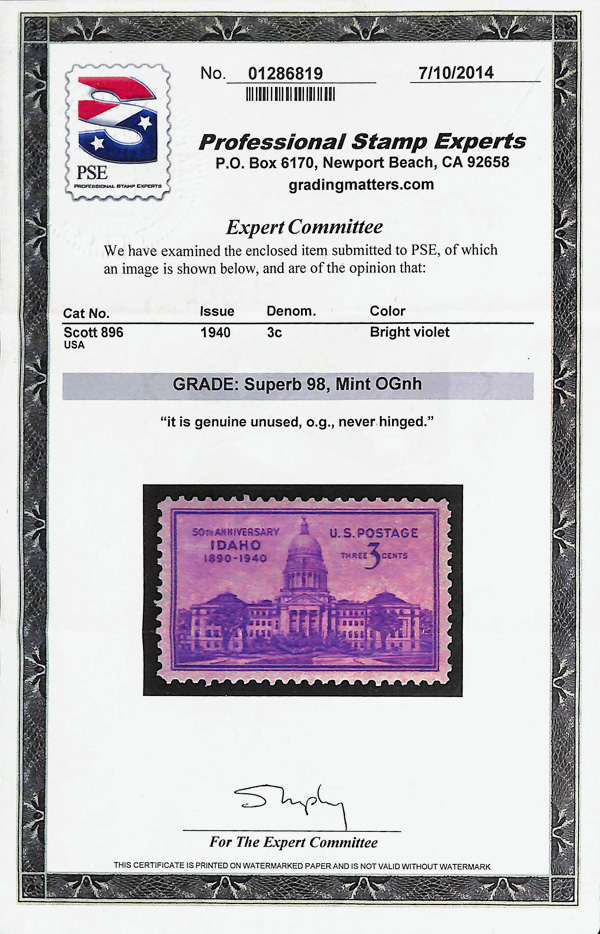 No. 01286819 7/10/2014
PSE
PROFESSIONAL STAMP EXPERTS
Professional Stamp Experts
P.O. Box 6170, Newport Beach, CA 92658
gradingmatters.com
Expert Committee
We have examined the enclosed item submitted to PSE, of which
an image is shown below, and are of the opinion that:
Cat No. Issue Denom. Color
Scott 896 1940 3c Bright violet
USA
GRADE: Superb 98, Mint OGnh
“it is genuine unused, o.g., never hinged.”
50TH ANNIVERSARY
IDAHO
1890-1940
U.S. POSTAGE
THREE 3 CENTS
For The Expert Committee
THIS CERTIFICATE IS PRINTED ON WATERMARKED PAPER AND IS NOT VALID WITHOUT WATERMARK